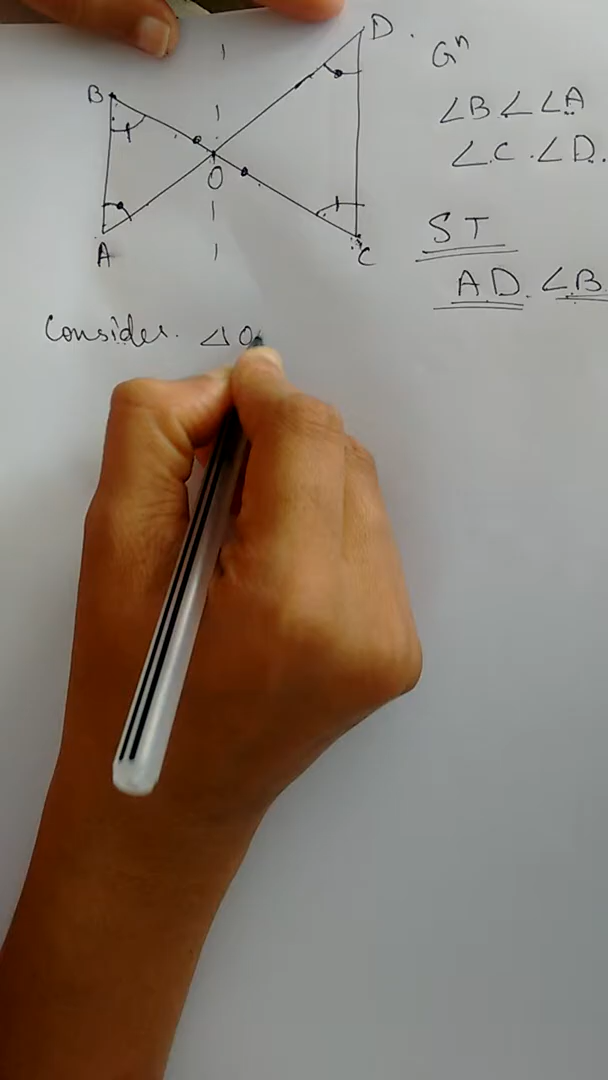 D.
Gⁿ
B
∠B < ∠A
∠C . ∠D.
O
A
C
ST
AD. < B
Consider. △ O